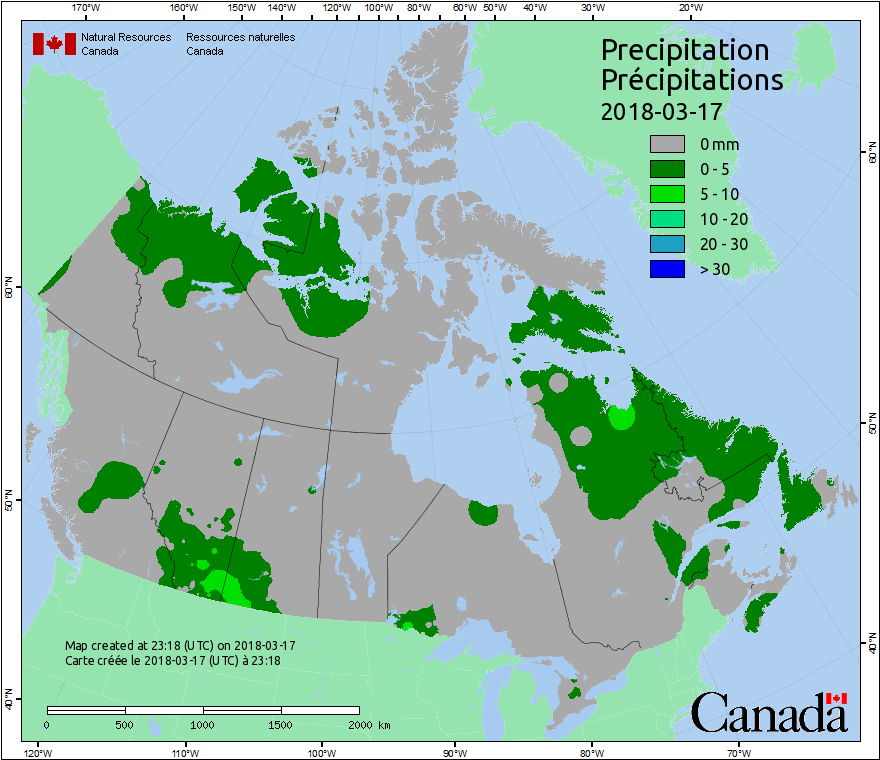 170°W 160°W 150°W 140°W 120°W 100°W 80°W 60°W 50°W 40°W 30°W 20°W
Natural Resources Canada
Ressources naturelles Canada
Precipitation
Précipitations
2018-03-17
0 mm
0 - 5
5 - 10
10 - 20
20 - 30
> 30
60°N
50°N
40°N
60°N
50°N
40°N
Map created at 23:18 (UTC) on 2018-03-17
Carte créée le 2018-03-17 (UTC) à 23:18
0 500 1000 1500 2000 km
Canada
120°W 110°W 100°W 90°W 80°W 70°W